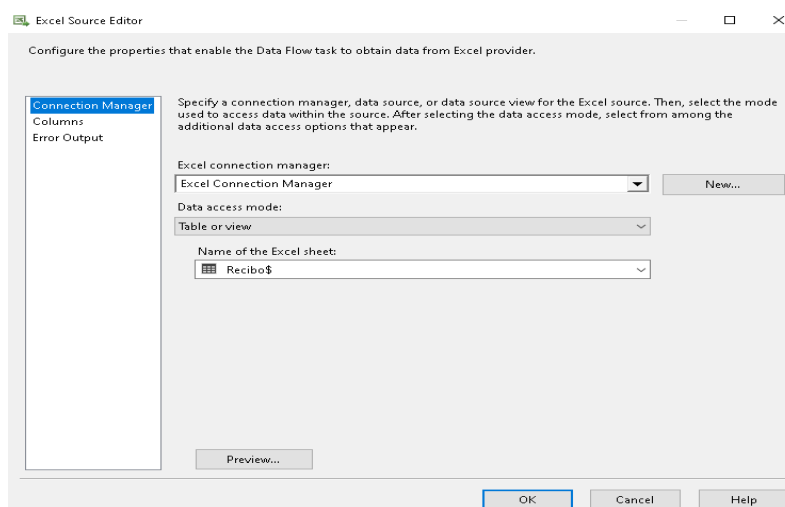 Excel Source Editor
Configure the properties that enable the Data Flow task to obtain data from Excel provider.
Connection Manager
Columns
Error Output
Specify a connection manager, data source, or data source view for the Excel source. Then, select the mode
used to access data within the source. After selecting the data access mode, select from among the
additional data access options that appear.
Excel connection manager:
Excel Connection Manager
New...
Data access mode:
Table or view
Name of the Excel sheet:
Recibo$
Preview...
OK
Cancel
Help